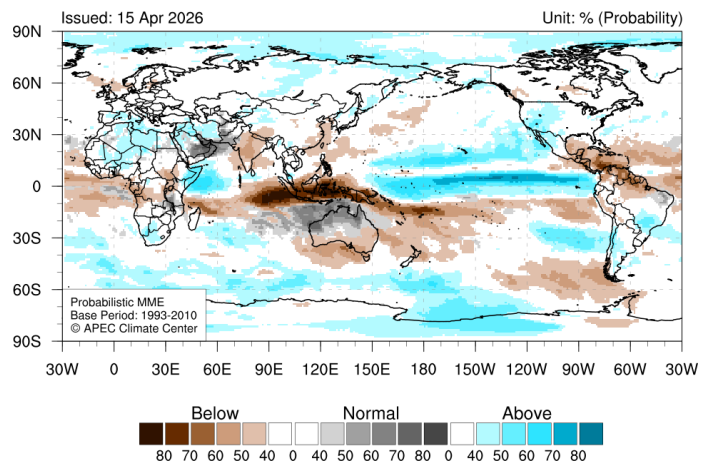 Issued: 15 Apr 2026 Unit: % (Probability)
90N
60N
30N
0
30S
60S
90S
Probabilistic MME
Base Period: 1993-2010
© APEC Climate Center
30W 0 30E 60E 90E 120E 150E 180 150W 120W 90W 60W 30W
Below Normal Above
80 70 60 50 40 0 40 50 60 70 80 0 40 50 60 70 80